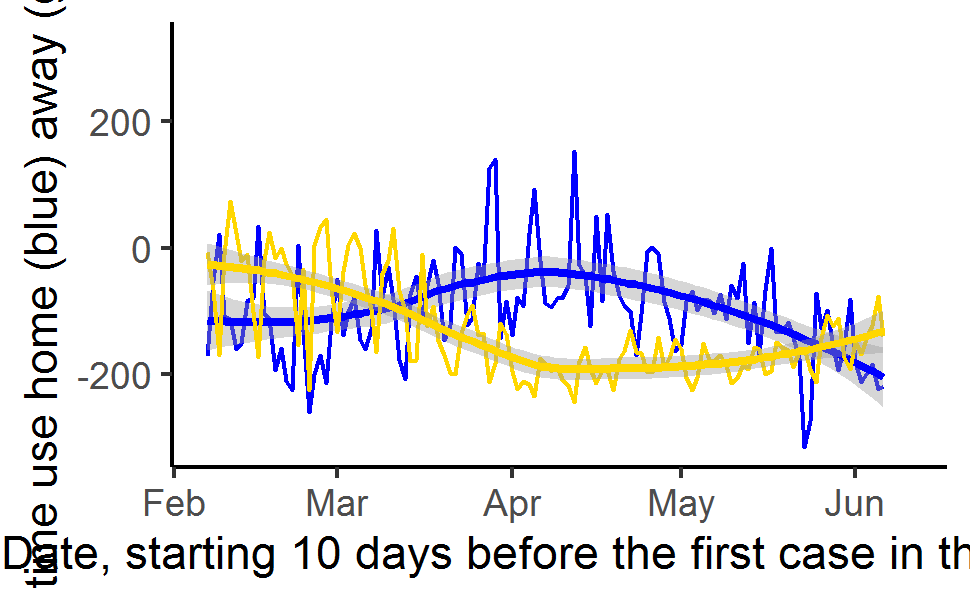 time use home (blue) away (
200
0
-200
Feb Mar Apr May Jun
Date, starting 10 days before the first case in th